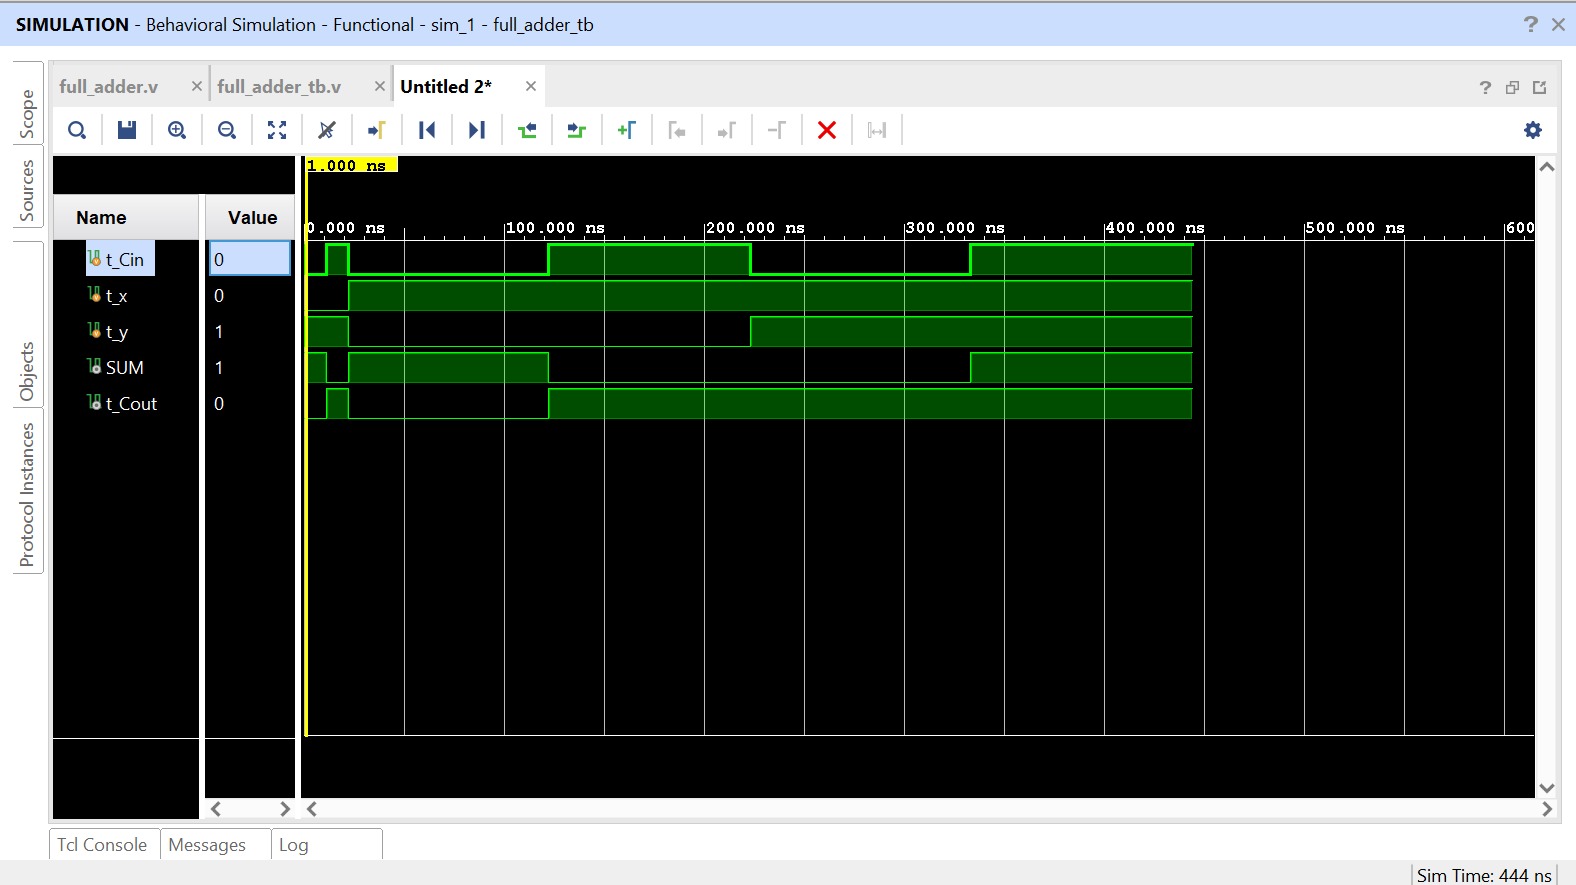 SIMULATION - Behavioral Simulation - Functional - sim_1 - full_adder_tb
? ×
full_adder.v × full_adder_tb.v × Untitled 2* ×
?
Scope
Sources
Objects
Protocol Instances
1.000 ns
Name Value
0.000 ns 100.000 ns 200.000 ns 300.000 ns 400.000 ns 500.000 ns 600
t_Cin 0
t_x 0
t_y 1
SUM 1
t_Cout 0
Tcl Console Messages Log
Sim Time: 444 ns